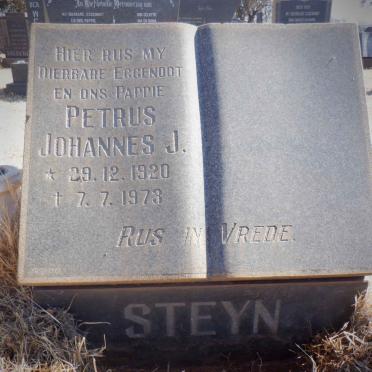 HIER RUS MY
DIERBARE EGGENOOT
EN ONS PAPPIE
PETRUS
JOHANNES J.
* 29.12.1920
† 7.7.1973
RUS IN VREDE.
STEYN